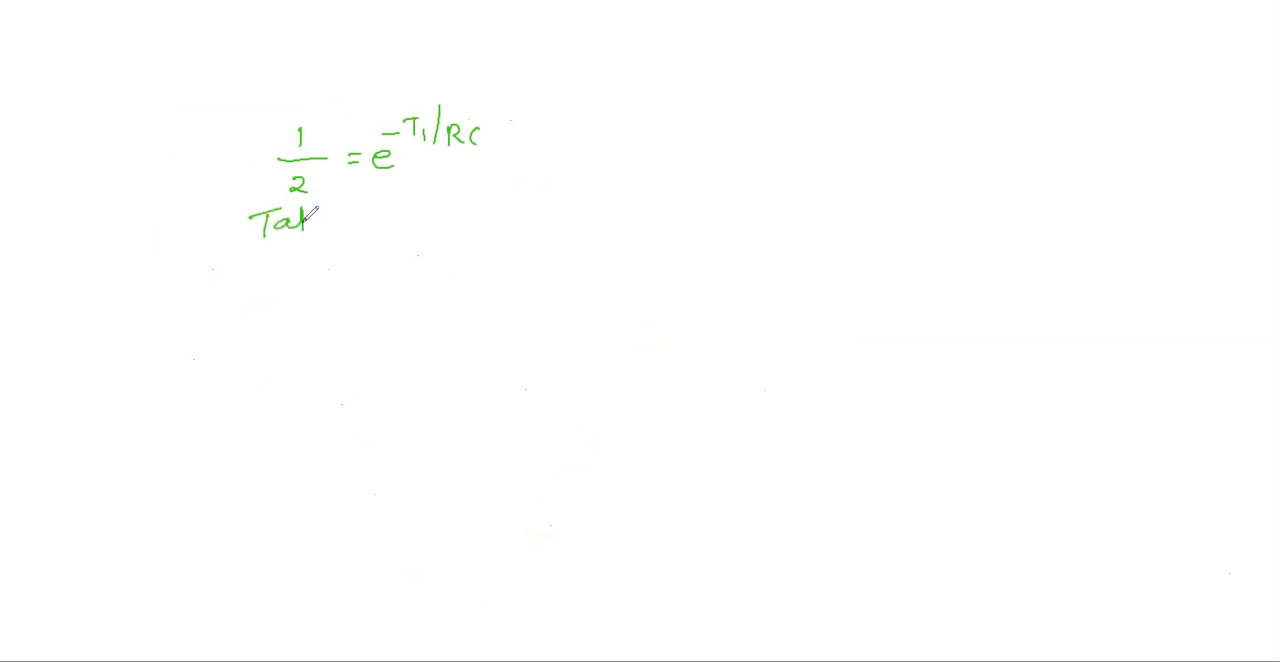 1/2 = e^{-T₁/RC}
Tak